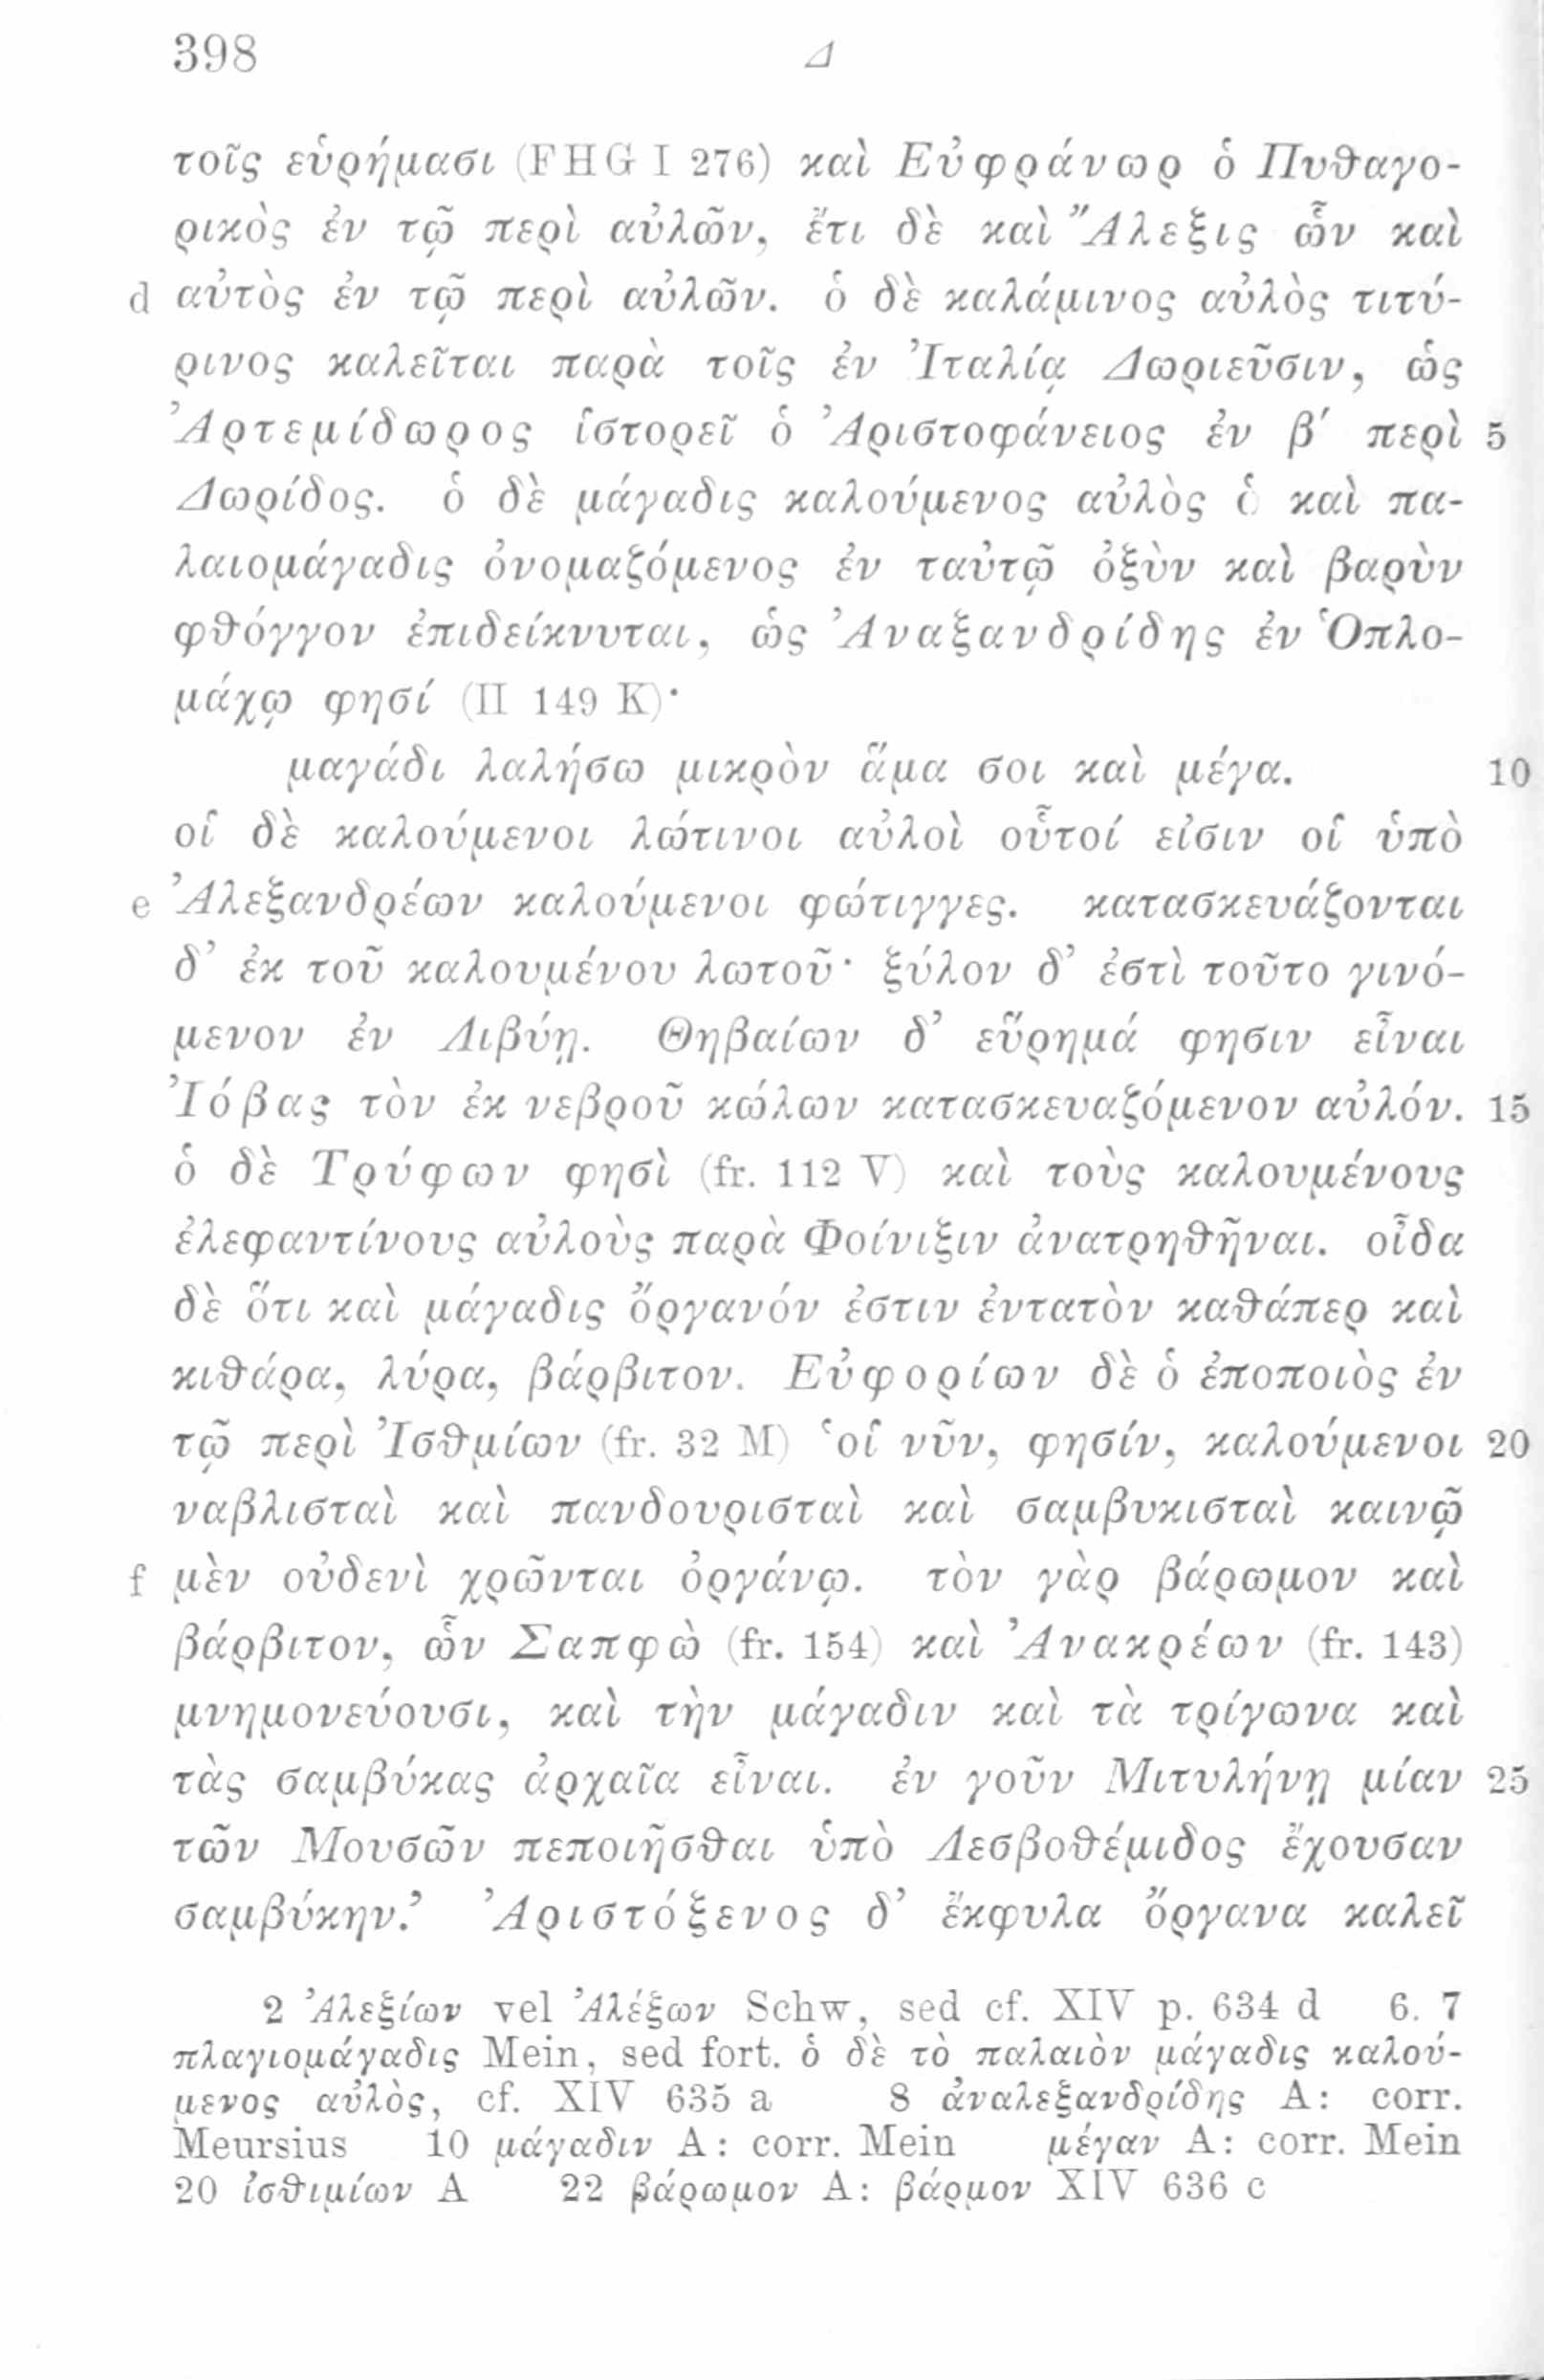 398 Δ
τοῖς εὑρήμασι (FHG I 276) καὶ Εὐφράνωρ ὁ Πυθαγο-
ρικὸς ἐν τῷ περὶ αὐλῶν, ἔτι δὲ καὶ Ἄλεξις ὢν καὶ
d αὐτὸς ἐν τῷ περὶ αὐλῶν. ὁ δὲ καλάμινος αὐλὸς τιτύ-
ρινος καλεῖται παρὰ τοῖς ἐν Ἰταλίᾳ Δωριεῦσιν, ὡς
Ἀρτεμίδωρος ἱστορεῖ ὁ Ἀριστοφάνειος ἐν β′ περὶ 5
Δωρίδος. ὁ δὲ μάγαδις καλούμενος αὐλὸς ὁ καὶ πα-
λαιομάγαδις ὀνομαζόμενος ἐν ταὐτῷ ὀξὺν καὶ βαρὺν
φθόγγον ἐπιδείκνυται, ὡς Ἀναξανδρίδης ἐν Ὁπλο-
μάχῳ φησί (II 149 K)·
μαγάδι λαλήσω μικρὸν ἅμα σοι καὶ μέγα. 10
οἱ δὲ καλούμενοι λώτινοι αὐλοὶ οὗτοί εἰσιν οἱ ὑπὸ
e Ἀλεξανδρέων καλούμενοι φώτιγγες. κατασκευάζονται
δ’ ἐκ τοῦ καλουμένου λωτοῦ· ξύλον δ’ ἐστὶ τοῦτο γινό-
μενον ἐν Λιβύῃ. Θηβαίων δ’ εὕρημά φησιν εἶναι
Ἰόβας τὸν ἐκ νεβροῦ κώλων κατασκευαζόμενον αὐλόν. 15
ὁ δὲ Τρύφων φησὶ (fr. 112 V) καὶ τοὺς καλουμένους
ἐλεφαντίνους αὐλοὺς παρὰ Φοίνιξιν ἀνατρηθῆναι. οἶδα
δὲ ὅτι καὶ μάγαδις ὄργανόν ἐστιν ἐντατὸν καθάπερ καὶ
κιθάρα, λύρα, βάρβιτον. Εὐφορίων δὲ ὁ ἐποποιὸς ἐν
τῷ περὶ Ἰσθμίων (fr. 32 M) ‘οἱ νῦν, φησίν, καλούμενοι 20
ναβλισταὶ καὶ πανδουρισταὶ καὶ σαμβυκισταὶ καινῷ
f μὲν οὐδενὶ χρῶνται ὀργάνῳ. τὸν γὰρ βάρωμον καὶ
βάρβιτον, ὧν Σαπφὼ (fr. 154) καὶ Ἀνακρέων (fr. 143)
μνημονεύουσι, καὶ τὴν μάγαδιν καὶ τὰ τρίγωνα καὶ
τὰς σαμβύκας ἀρχαῖα εἶναι. ἐν γοῦν Μιτυλήνῃ μίαν 25
τῶν Μουσῶν πεποιῆσθαι ὑπὸ Λεσβοθέμιδος ἔχουσαν
σαμβύκην.’ Ἀριστόξενος δ’ ἔκφυλα ὄργανα καλεῖ
2 Ἀλεξίων vel Ἀλέξων Schw, sed cf. XIV p. 634 d 6. 7
πλαγιομάγαδις Mein, sed fort. ὁ δὲ τὸ παλαιὸν μάγαδις καλού-
μενος αὐλὸς, cf. XIV 635 a 8 ἀναλεξανδρίδης A: corr.
Meursius 10 μάγαδιν A: corr. Mein μέγαν A: corr. Mein
20 ἰσθιμίων A 22 βάρωμον A: βάρμον XIV 636 c